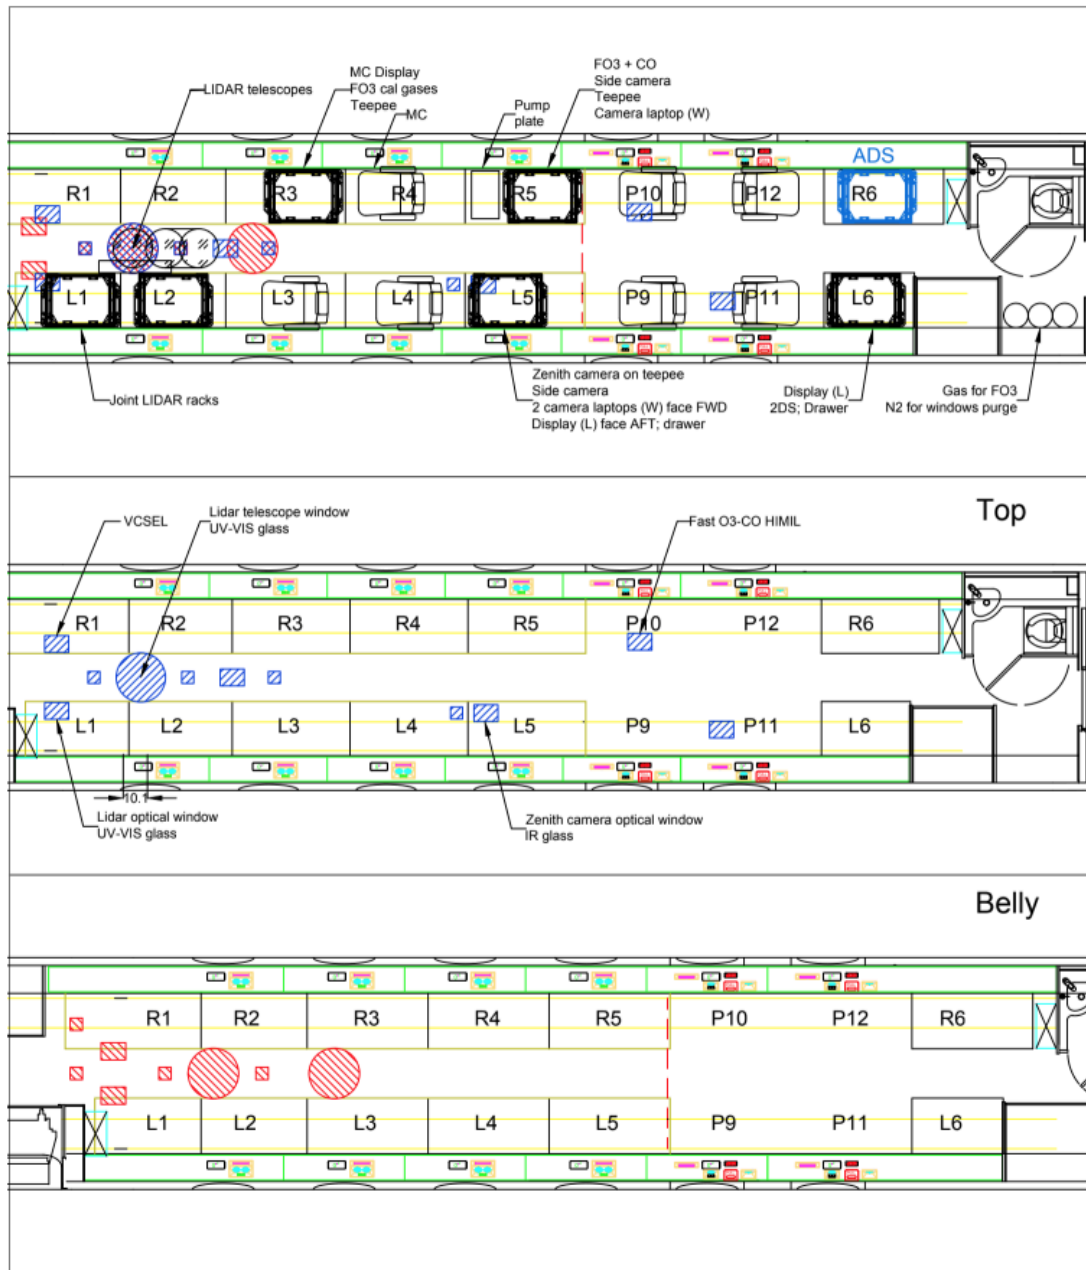 FO3 + CO
Side camera
Teepee
Camera laptop (W)
MC Display
FO3 cal gases
Teepee
LIDAR telescopes
MC
Pump
plate
ADS
R1 R2 R3 R4 R5 P10 P12 R6
L1 L2 L3 L4 L5 P9 P11 L6
Joint LIDAR racks
Zenith camera on teepee
Side camera
2 camera laptops (W) face FWD
Display (L) face AFT; drawer
Display (L)
2DS; Drawer
Gas for FO3
N2 for windows purge
Top
VCSEL
Lidar telescope window
UV-VIS glass
Fast O3-CO HIMIL
R1 R2 R3 R4 R5 P10 P12 R6
L1 L2 L3 L4 L5 P9 P11 L6
10.1
Lidar optical window
UV-VIS glass
Zenith camera optical window
IR glass
Belly
R1 R2 R3 R4 R5 P10 P12 R6
L1 L2 L3 L4 L5 P9 P11 L6